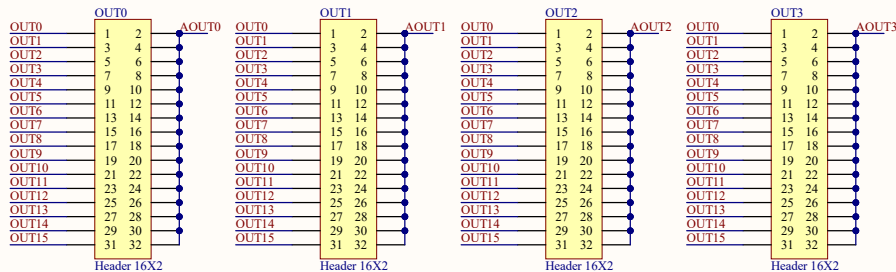 OUT0 OUT1 OUT2 OUT3
OUT0 1 2 AOUT0 OUT0 1 2 AOUT1 OUT0 1 2 AOUT2 OUT0 1 2 AOUT3
OUT1 3 4 OUT1 3 4 OUT1 3 4 OUT1 3 4
OUT2 5 6 OUT2 5 6 OUT2 5 6 OUT2 5 6
OUT3 7 8 OUT3 7 8 OUT3 7 8 OUT3 7 8
OUT4 9 10 OUT4 9 10 OUT4 9 10 OUT4 9 10
OUT5 11 12 OUT5 11 12 OUT5 11 12 OUT5 11 12
OUT6 13 14 OUT6 13 14 OUT6 13 14 OUT6 13 14
OUT7 15 16 OUT7 15 16 OUT7 15 16 OUT7 15 16
OUT8 17 18 OUT8 17 18 OUT8 17 18 OUT8 17 18
OUT9 19 20 OUT9 19 20 OUT9 19 20 OUT9 19 20
OUT10 21 22 OUT10 21 22 OUT10 21 22 OUT10 21 22
OUT11 23 24 OUT11 23 24 OUT11 23 24 OUT11 23 24
OUT12 25 26 OUT12 25 26 OUT12 25 26 OUT12 25 26
OUT13 27 28 OUT13 27 28 OUT13 27 28 OUT13 27 28
OUT14 29 30 OUT14 29 30 OUT14 29 30 OUT14 29 30
OUT15 31 32 OUT15 31 32 OUT15 31 32 OUT15 31 32
Header 16X2 Header 16X2 Header 16X2 Header 16X2